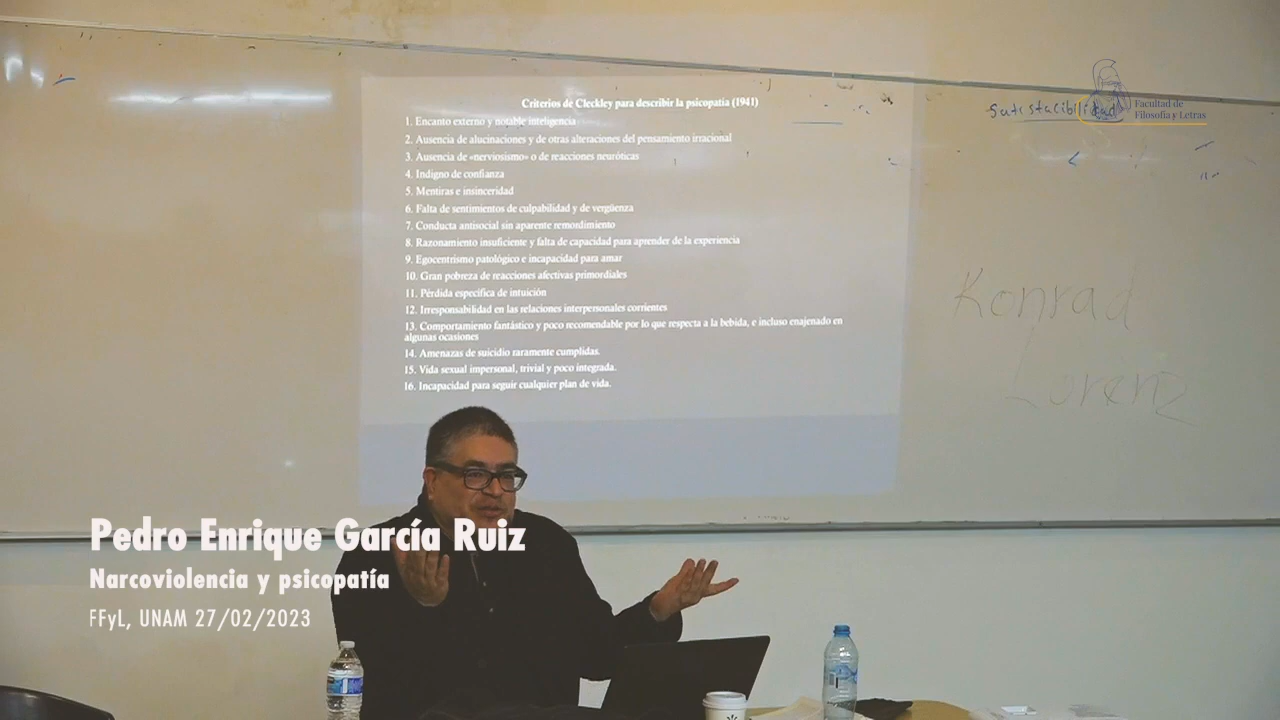 Criterios de Cleckley para describir la psicopatía (1941)
1. Encanto externo y notable inteligencia
2. Ausencia de alucinaciones y de otras alteraciones del pensamiento irracional
3. Ausencia de «nerviosismo» o de reacciones neuróticas
4. Indigno de confianza
5. Mentiras e insinceridad
6. Falta de sentimientos de culpabilidad y de vergüenza
7. Conducta antisocial sin aparente remordimiento
8. Razonamiento insuficiente y falta de capacidad para aprender de la experiencia
9. Egocentrismo patológico e incapacidad para amar
10. Gran pobreza de reacciones afectivas primordiales
11. Pérdida específica de intuición
12. Irresponsabilidad en las relaciones interpersonales corrientes
13. Comportamiento fantástico y poco recomendable por lo que respecta a la bebida, e incluso enajenado en
algunas ocasiones
14. Amenazas de suicidio raramente cumplidas.
15. Vida sexual impersonal, trivial y poco integrada.
16. Incapacidad para seguir cualquier plan de vida.
Facultad de
Filosofía y Letras
Konrad
Lorenz
Pedro Enrique García Ruiz
Narcoviolencia y psicopatía
FFyL, UNAM 27/02/2023